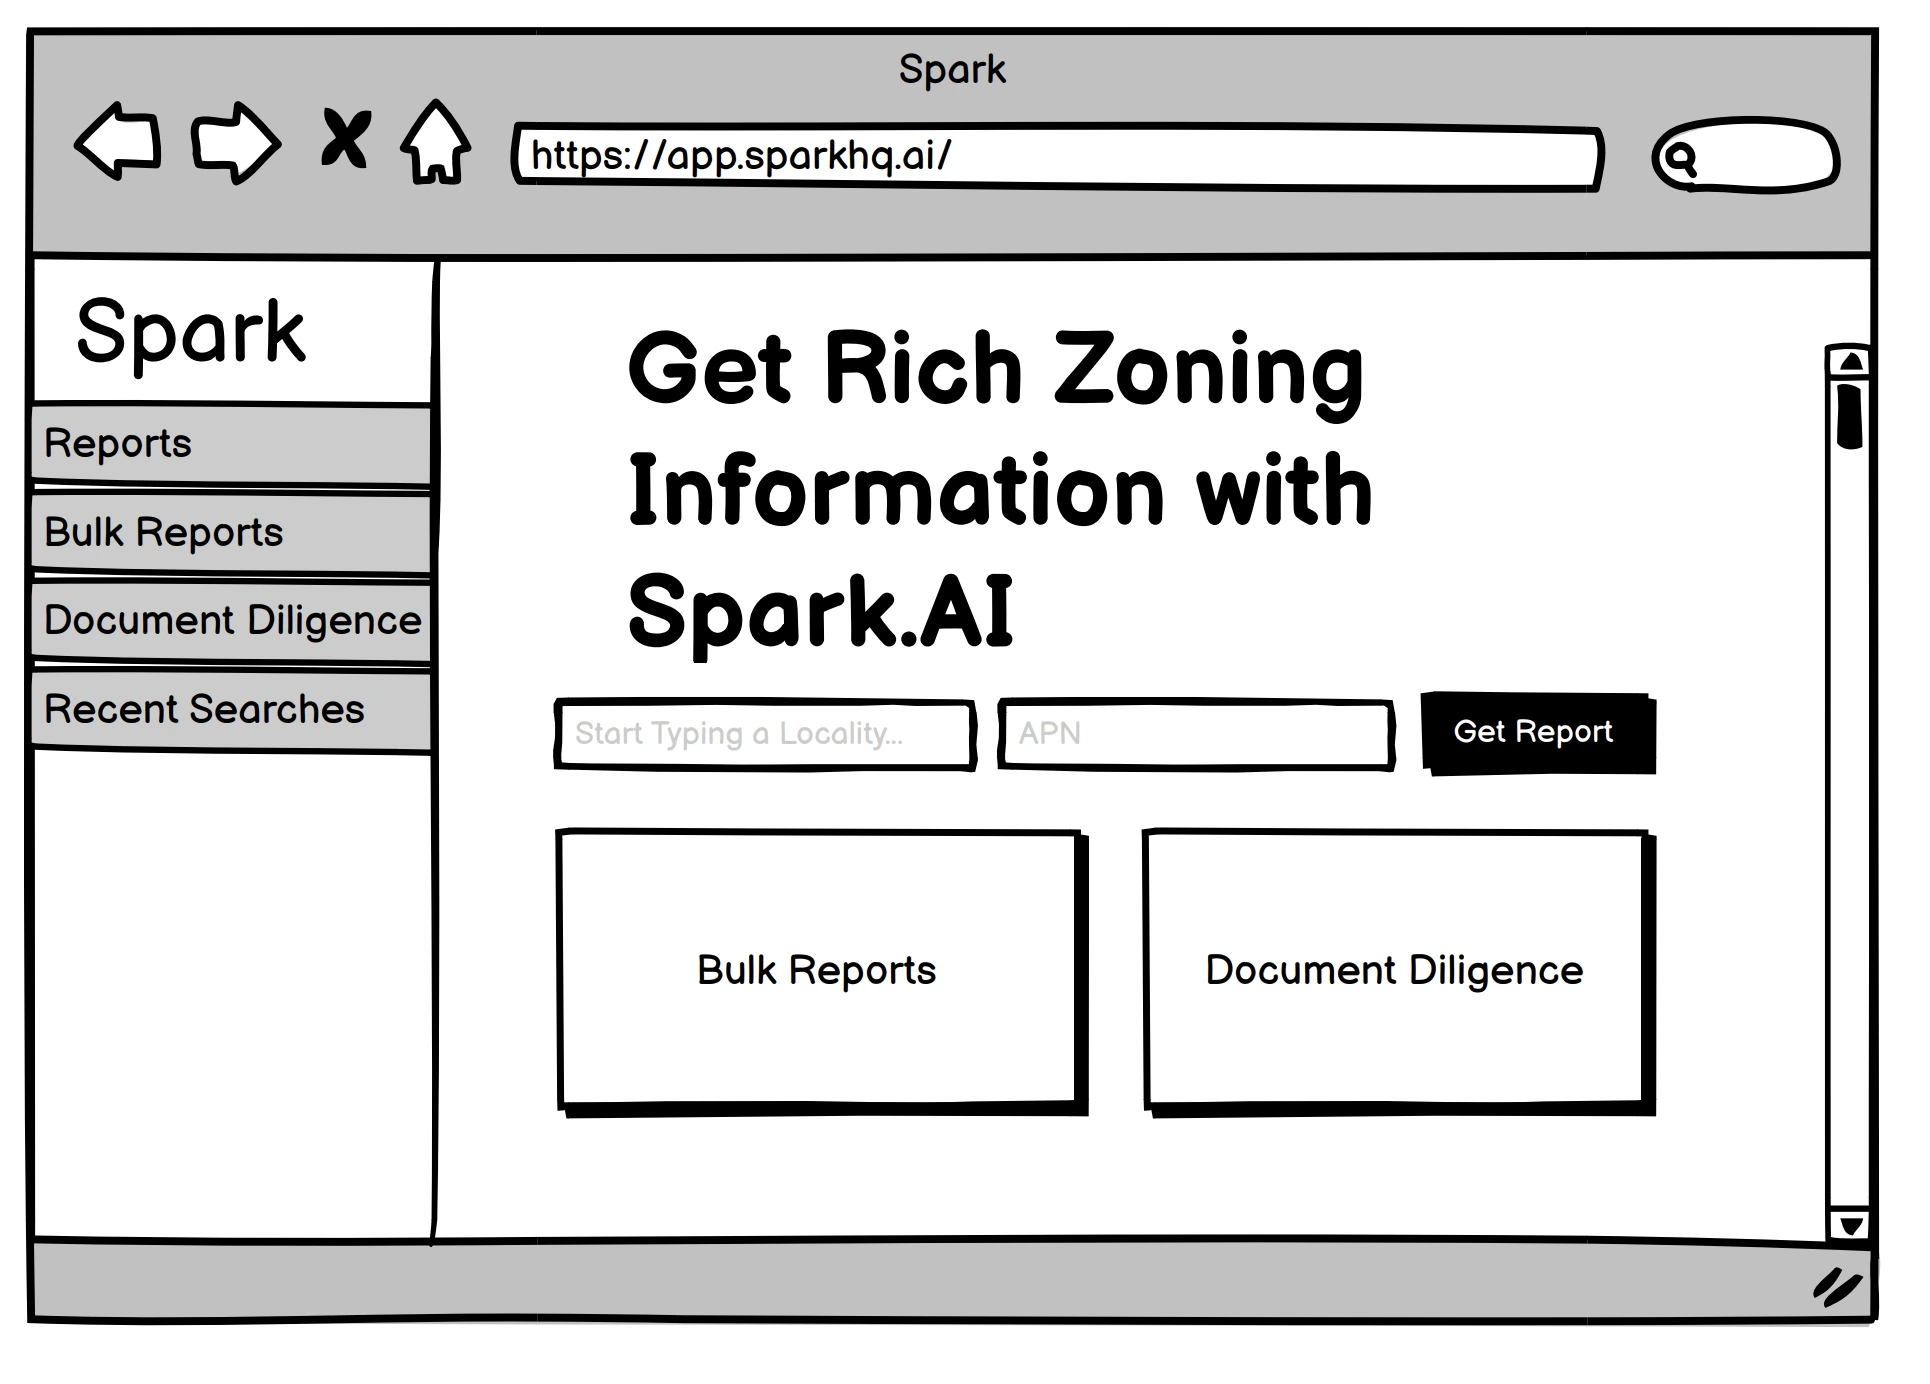 Spark
https://app.sparkhq.ai/
Spark
Reports
Bulk Reports
Document Diligence
Recent Searches
Get Rich Zoning
Information with
Spark.AI
Start Typing a Locality...
APN
Get Report
Bulk Reports
Document Diligence